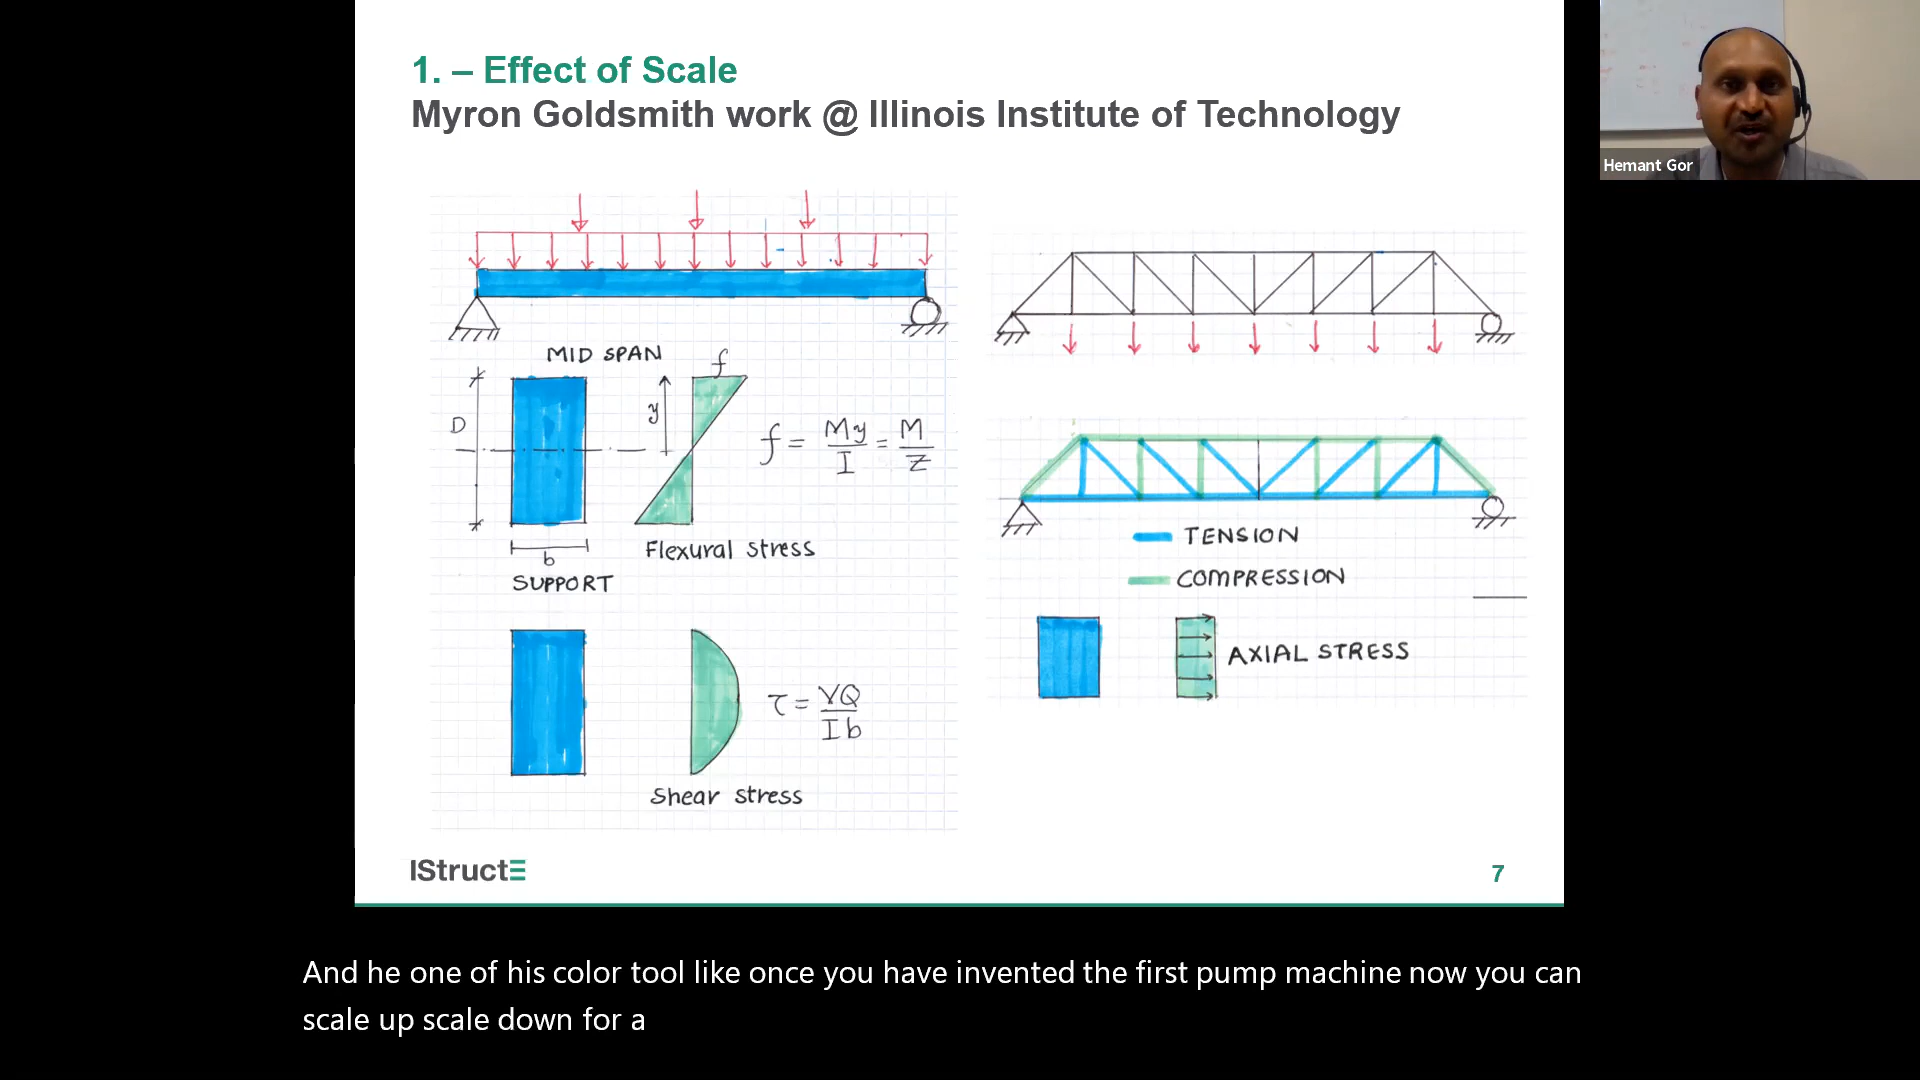 1. – Effect of Scale
Myron Goldsmith work @ Illinois Institute of Technology
Hemant Gor
MID SPAN
f
D
y
f = My/I = M/Z
b
Flexural stress
SUPPORT
τ = VQ/Ib
Shear stress
TENSION
COMPRESSION
AXIAL STRESS
IStructE
7
And he one of his color tool like once you have invented the first pump machine now you can
scale up scale down for a